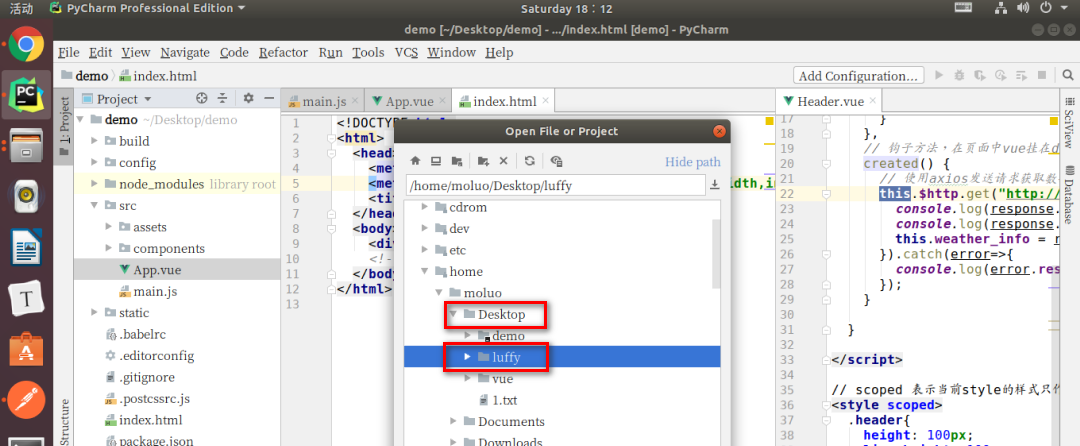 活动
PyCharm Professional Edition
Saturday 18：12
demo [~/Desktop/demo] - .../index.html [demo] - PyCharm
File Edit View Navigate Code Refactor Run Tools VCS Window Help
demo index.html
Add Configuration...
1: Project
Structure
Project
demo ~/Desktop/demo
build
config
node_modules library root
src
assets
components
App.vue
main.js
static
.babelrc
.editorconfig
.gitignore
.postcssrc.js
index.html
package.json
main.js
App.vue
index.html
1 <!DOCTYPE
2 <html>
3 <head
4 <me
5 <me
6 <ti
7 </hea
8 <body
9 <di
10 <!-
11 </bod
12 </html>
13
Open File or Project
Hide path
/home/moluo/Desktop/luffy
cdrom
dev
etc
home
moluo
Desktop
demo
luffy
vue
1.txt
Documents
Downloads
Header.vue
17 }
18 },
19 // 钩子方法，在页面中vue挂在d
20 created() {
21 // 使用axios发送请求获取数
22 this.$http.get("http:/
23 console.log(response.
24 console.log(response.
25 this.weather_info = r
26 }).catch(error=>{
27 console.log(error.res
28 });
29 }
30
31 }
32
33 </script>
34
35 // scoped 表示当前style的样式只
36 <style scoped>
37 .header{
38 height: 100px;
SciView
Database